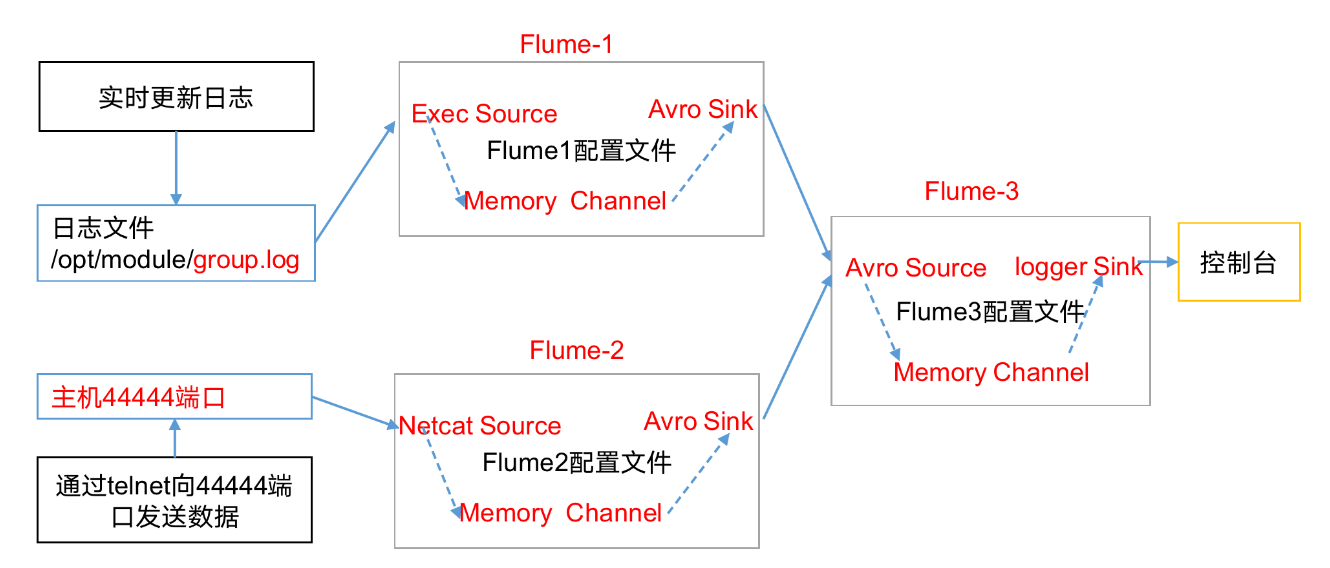 Flume-1
实时更新日志
Exec Source
Avro Sink
Flume1配置文件
Memory  Channel
日志文件
/opt/module/group.log
Flume-3
Avro Source
logger Sink
Flume3配置文件
Memory Channel
控制台
Flume-2
主机44444端口
Netcat Source
Avro Sink
Flume2配置文件
Memory  Channel
通过telnet向44444端
口发送数据